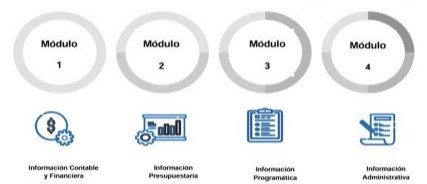 Módulo
1
Módulo
2
Módulo
3
Módulo
4
$
Información Contable
y Financiera
Información
Presupuestaria
Información
Programática
Información
Administrativa